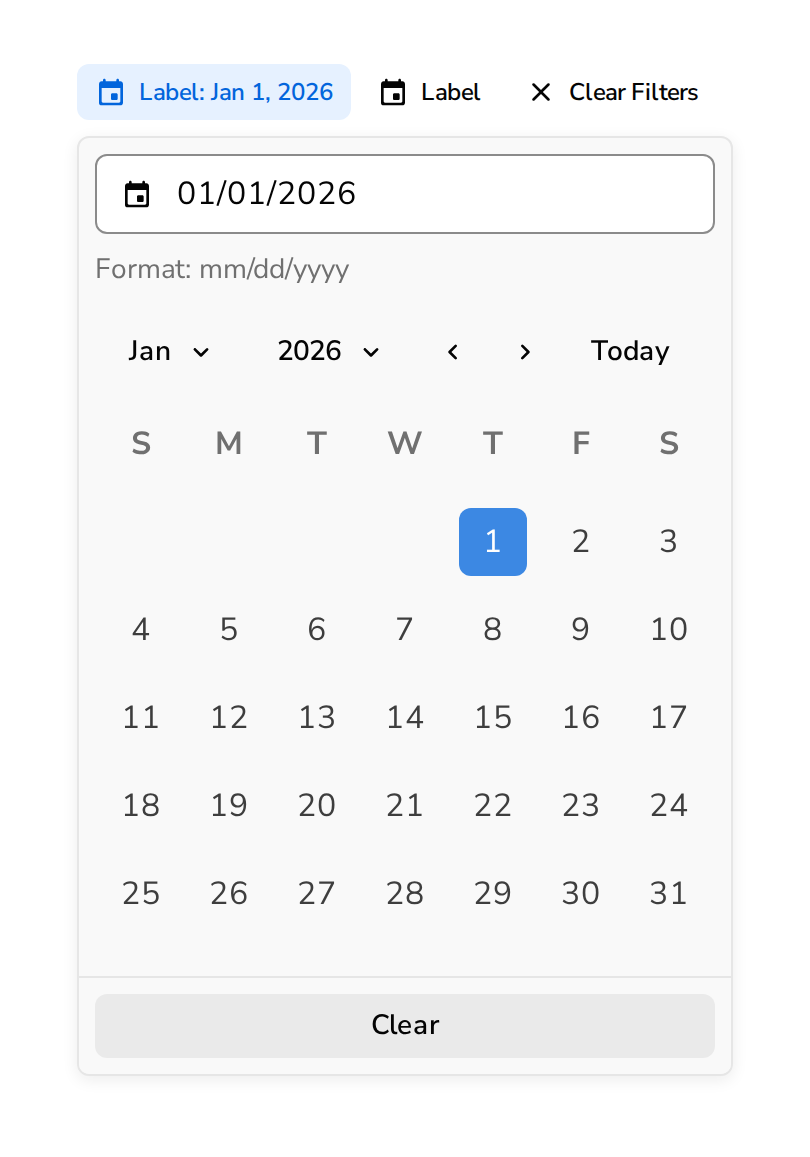 Label: Jan 1, 2026 Label Clear Filters
01/01/2026
Format: mm/dd/yyyy
Jan 2026 Today
S M T W T F S
1 2 3
4 5 6 7 8 9 10
11 12 13 14 15 16 17
18 19 20 21 22 23 24
25 26 27 28 29 30 31
Clear